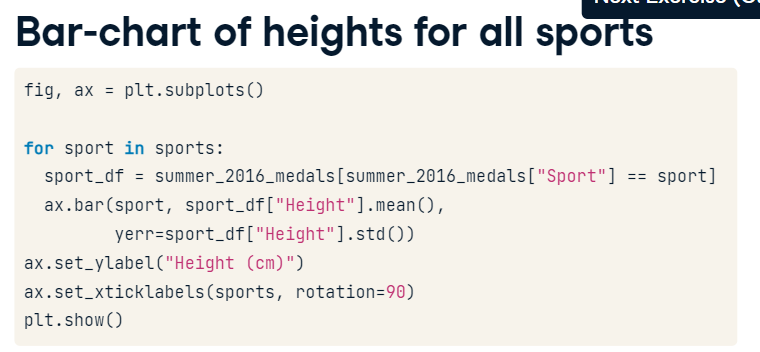 Next Exercise (
Bar-chart of heights for all sports
fig, ax = plt.subplots()
for sport in sports:
  sport_df = summer_2016_medals[summer_2016_medals["Sport"] == sport]
  ax.bar(sport, sport_df["Height"].mean(),
         yerr=sport_df["Height"].std())
ax.set_ylabel("Height (cm)")
ax.set_xticklabels(sports, rotation=90)
plt.show()